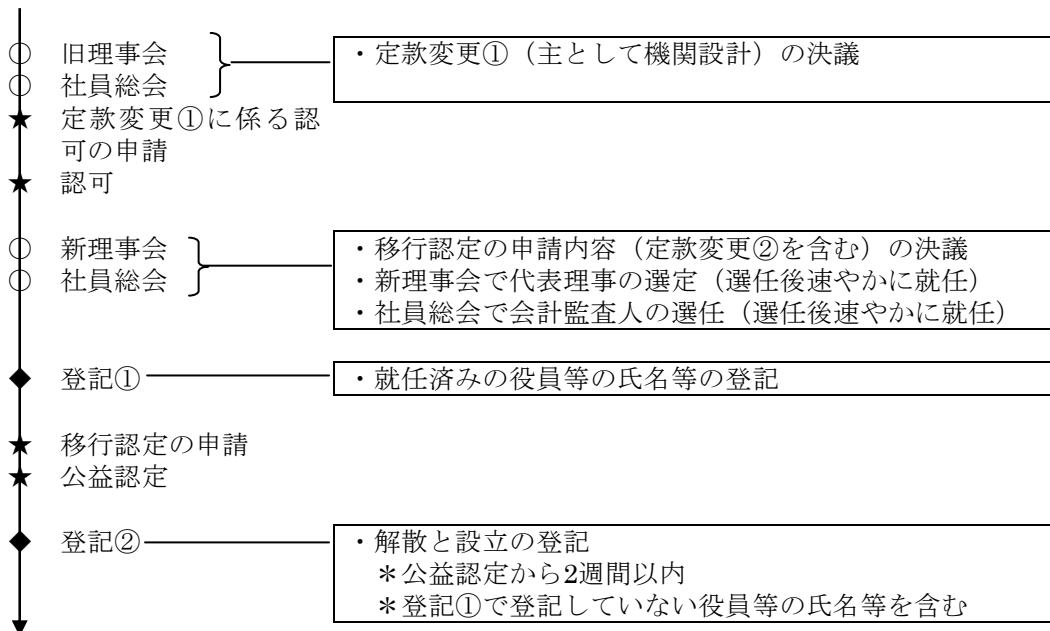 旧理事会
社員総会
・定款変更①（主として機関設計）の決議
定款変更①に係る認
可の申請
認可
新理事会
社員総会
・移行認定の申請内容（定款変更②を含む）の決議
・新理事会で代表理事の選定（選任後速やかに就任）
・社員総会で会計監査人の選任（選任後速やかに就任）
登記①
・就任済みの役員等の氏名等の登記
移行認定の申請
公益認定
登記②
・解散と設立の登記
＊公益認定から2週間以内
＊登記①で登記していない役員等の氏名等を含む